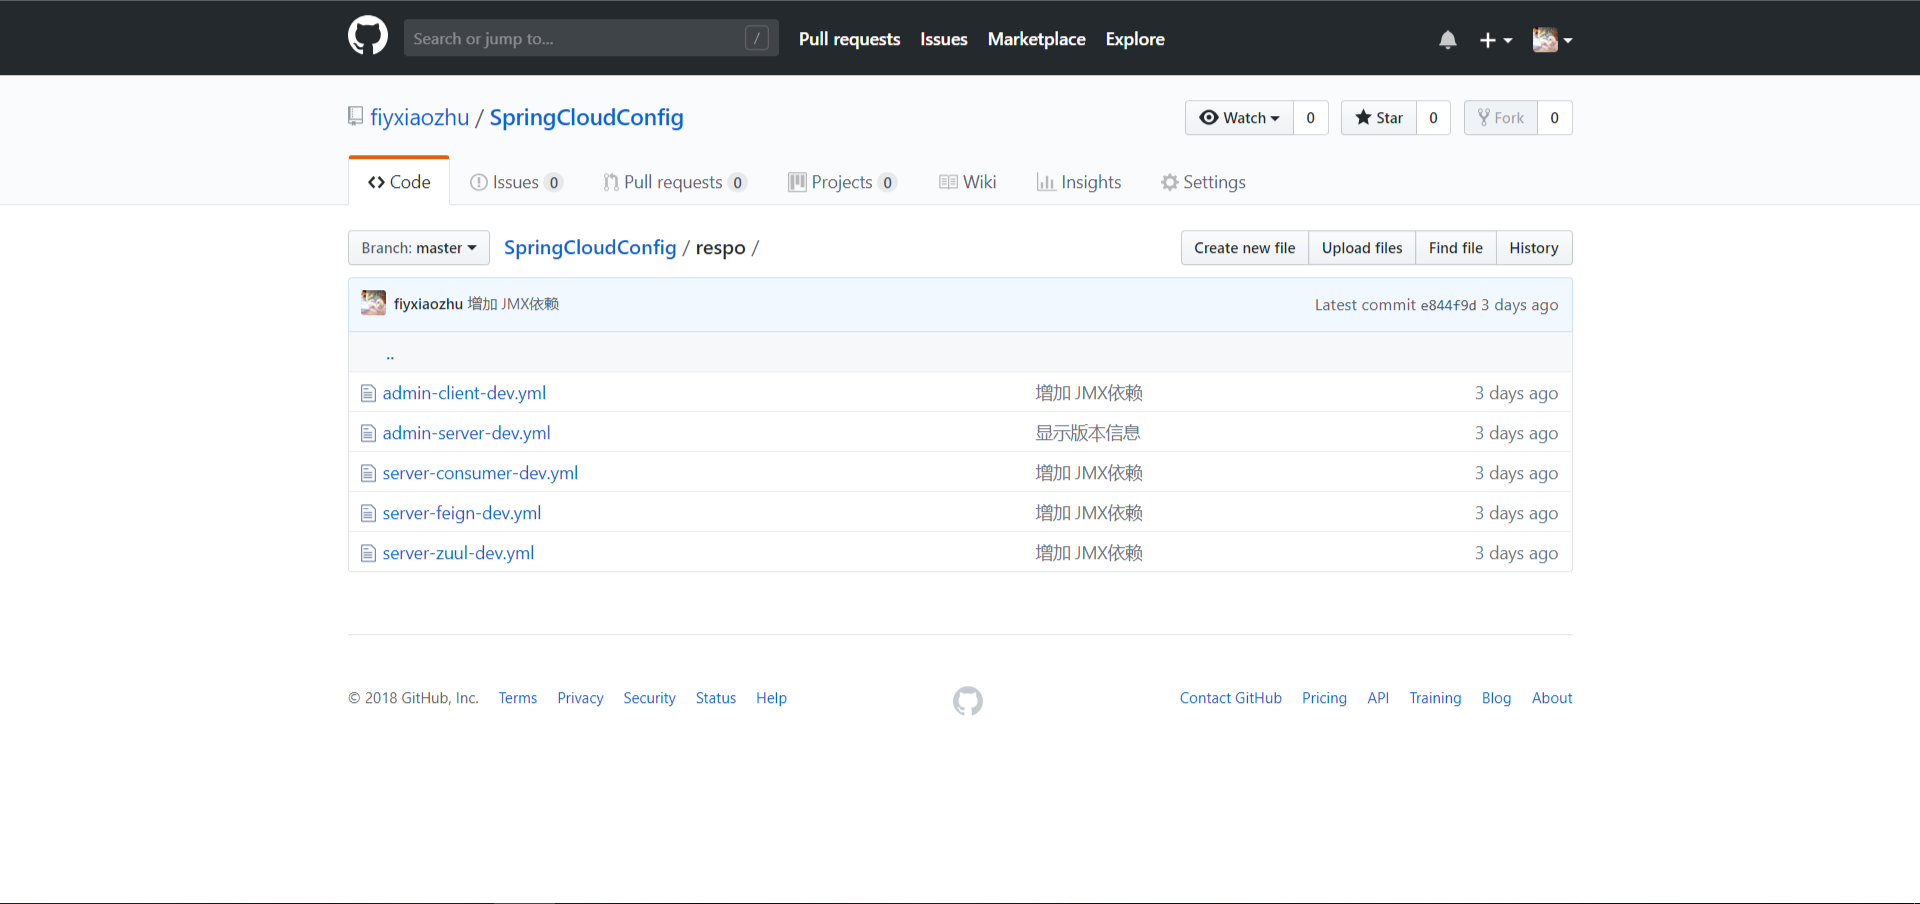 Search or jump to... / Pull requests Issues Marketplace Explore
fiyxiaozhu / SpringCloudConfig Watch 0 Star 0 Fork 0
Code Issues 0 Pull requests 0 Projects 0 Wiki Insights Settings
Branch: master SpringCloudConfig / respo / Create new file Upload files Find file History
fiyxiaozhu 增加 JMX依赖 Latest commit e844f9d 3 days ago
..
admin-client-dev.yml 增加 JMX依赖 3 days ago
admin-server-dev.yml 显示版本信息 3 days ago
server-consumer-dev.yml 增加 JMX依赖 3 days ago
server-feign-dev.yml 增加 JMX依赖 3 days ago
server-zuul-dev.yml 增加 JMX依赖 3 days ago
© 2018 GitHub, Inc. Terms Privacy Security Status Help Contact GitHub Pricing API Training Blog About